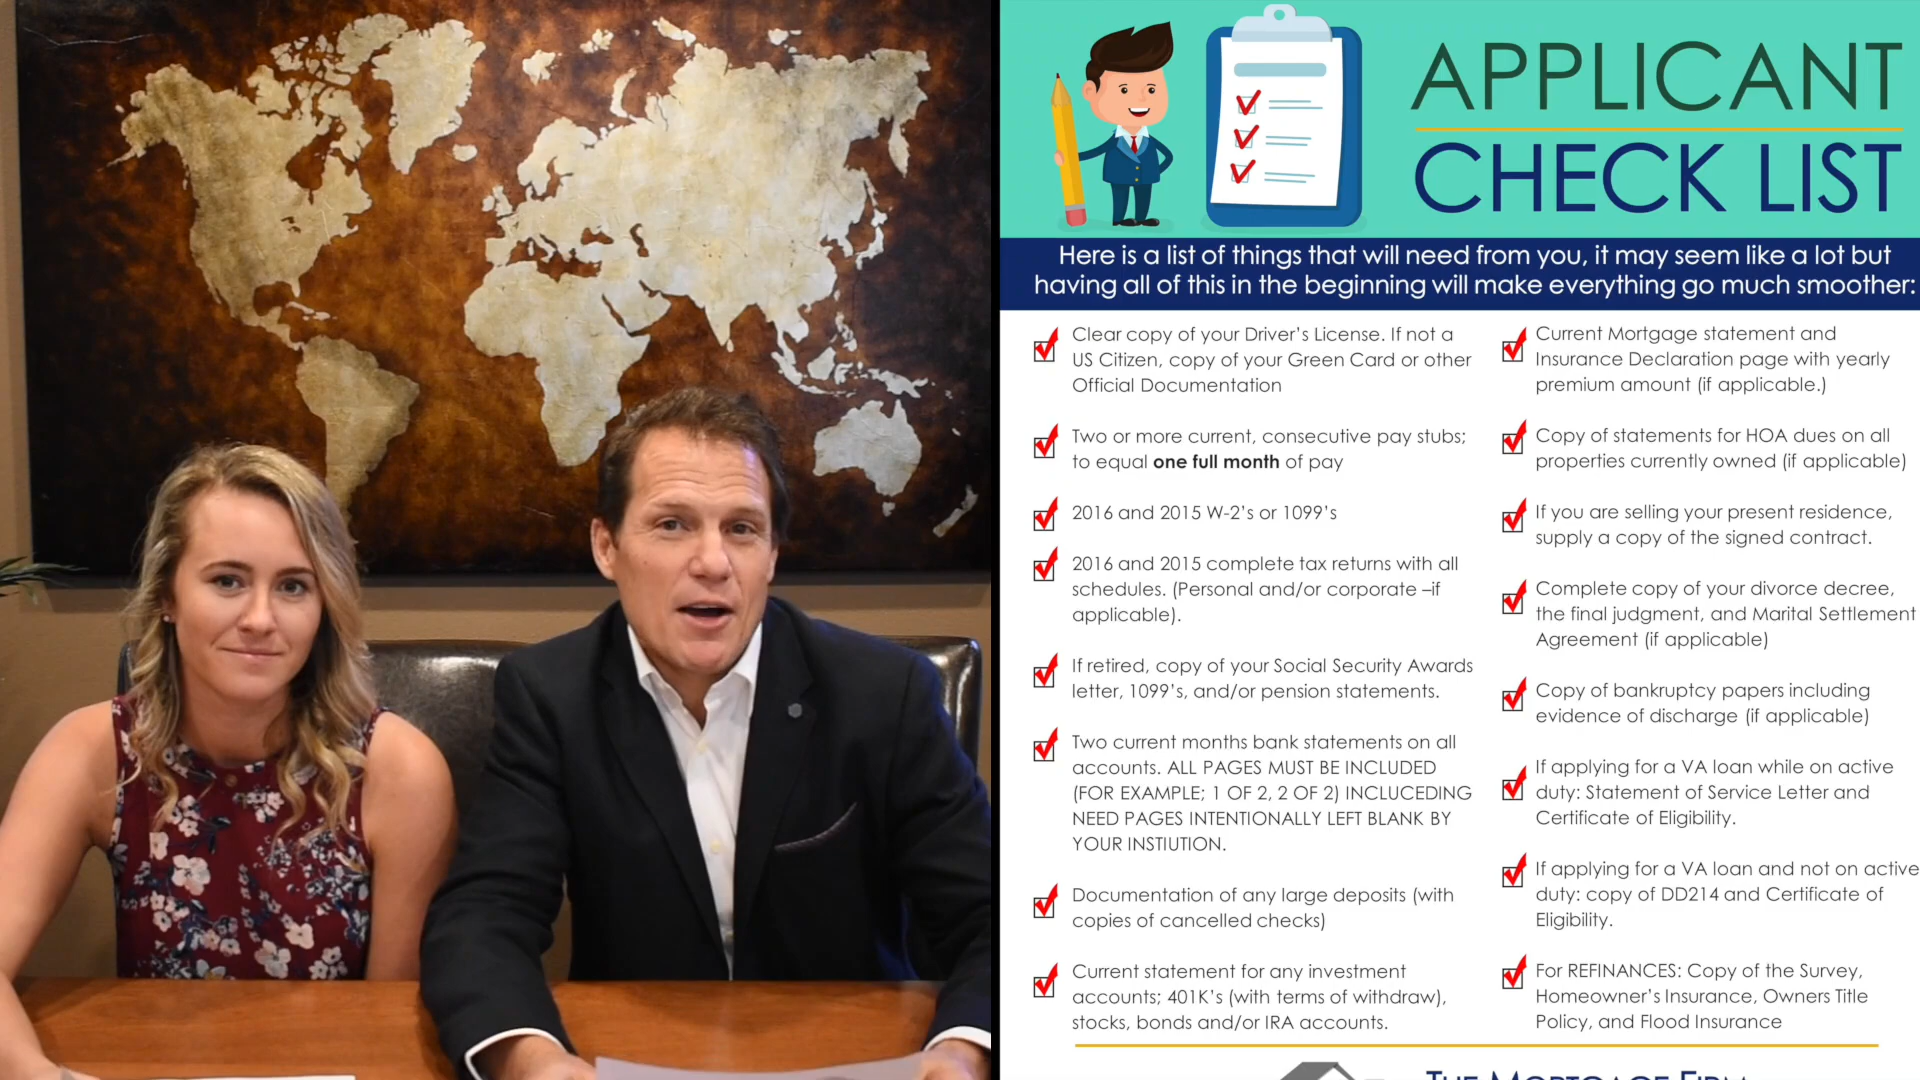 APPLICANT
CHECK LIST
Here is a list of things that will need from you, it may seem like a lot but
having all of this in the beginning will make everything go much smoother:
Clear copy of your Driver's License. If not a
US Citizen, copy of your Green Card or other
Official Documentation
Two or more current, consecutive pay stubs;
to equal one full month of pay
2016 and 2015 W-2's or 1099's
2016 and 2015 complete tax returns with all
schedules. (Personal and/or corporate –if
applicable).
If retired, copy of your Social Security Awards
letter, 1099's, and/or pension statements.
Two current months bank statements on all
accounts. ALL PAGES MUST BE INCLUDED
(FOR EXAMPLE; 1 OF 2, 2 OF 2) INCLUCEDING
NEED PAGES INTENTIONALLY LEFT BLANK BY
YOUR INSTIUTION.
Documentation of any large deposits (with
copies of cancelled checks)
Current statement for any investment
accounts; 401K's (with terms of withdraw),
stocks, bonds and/or IRA accounts.
Current Mortgage statement and
Insurance Declaration page with yearly
premium amount (if applicable.)
Copy of statements for HOA dues on all
properties currently owned (if applicable)
If you are selling your present residence,
supply a copy of the signed contract.
Complete copy of your divorce decree,
the final judgment, and Marital Settlement
Agreement (if applicable)
Copy of bankruptcy papers including
evidence of discharge (if applicable)
If applying for a VA loan while on active
duty: Statement of Service Letter and
Certificate of Eligibility.
If applying for a VA loan and not on active
duty: copy of DD214 and Certificate of
Eligibility.
For REFINANCES: Copy of the Survey,
Homeowner's Insurance, Owners Title
Policy, and Flood Insurance
THE MORTGAGE FIRM